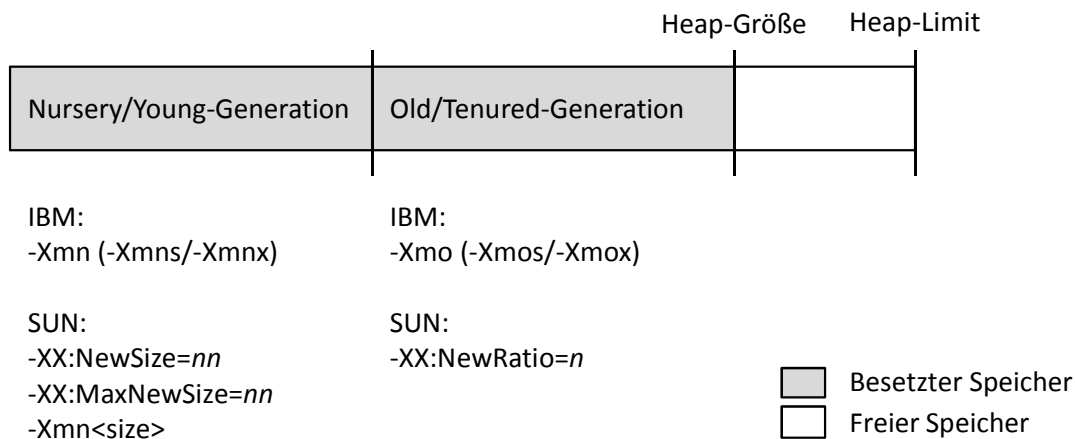 Heap-Größe
Heap-Limit
Nursery/Young-Generation
Old/Tenured-Generation
IBM:
-Xmn (-Xmns/-Xmnx)
IBM:
-Xmo (-Xmos/-Xmox)
SUN:
-XX:NewSize=nn
-XX:MaxNewSize=nn
-Xmn<size>
SUN:
-XX:NewRatio=n
Besetzter Speicher
Freier Speicher